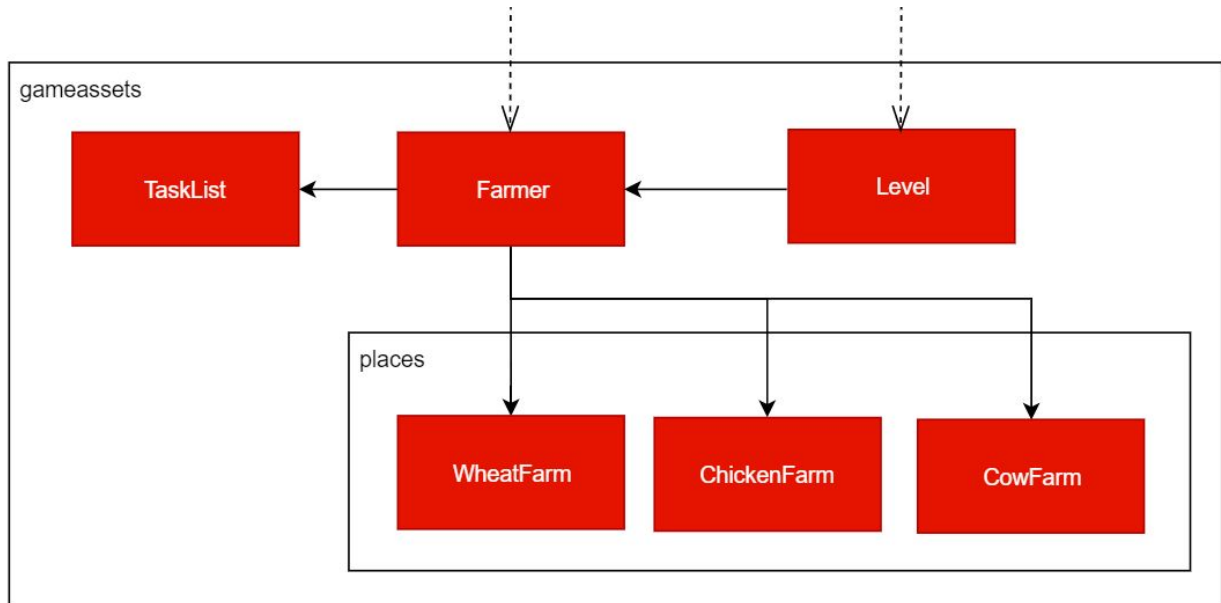 gameassets
TaskList
Farmer
Level
places
WheatFarm
ChickenFarm
CowFarm